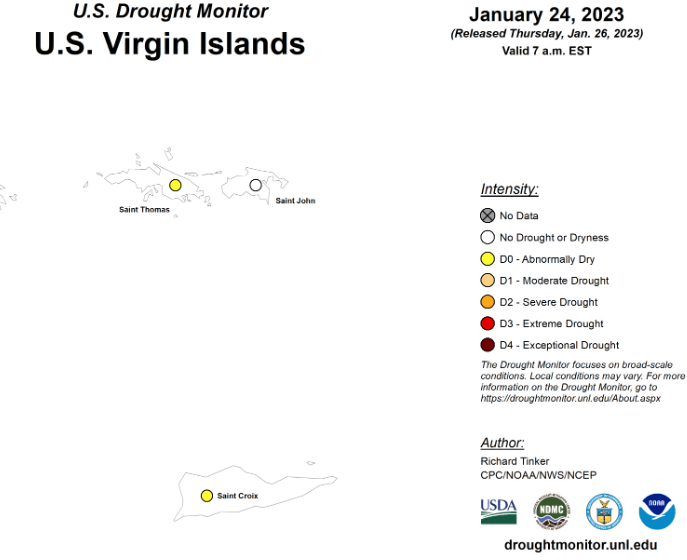 U.S. Drought Monitor
U.S. Virgin Islands
January 24, 2023
(Released Thursday, Jan. 26, 2023)
Valid 7 a.m. EST
Saint Thomas
Saint John
Saint Croix
Intensity:
No Data
No Drought or Dryness
D0 - Abnormally Dry
D1 - Moderate Drought
D2 - Severe Drought
D3 - Extreme Drought
D4 - Exceptional Drought
The Drought Monitor focuses on broad-scale
conditions. Local conditions may vary. For more
information on the Drought Monitor, go to
https://droughtmonitor.unl.edu/About.aspx
Author:
Richard Tinker
CPC/NOAA/NWS/NCEP
USDA
NDMC
NOAA
droughtmonitor.unl.edu